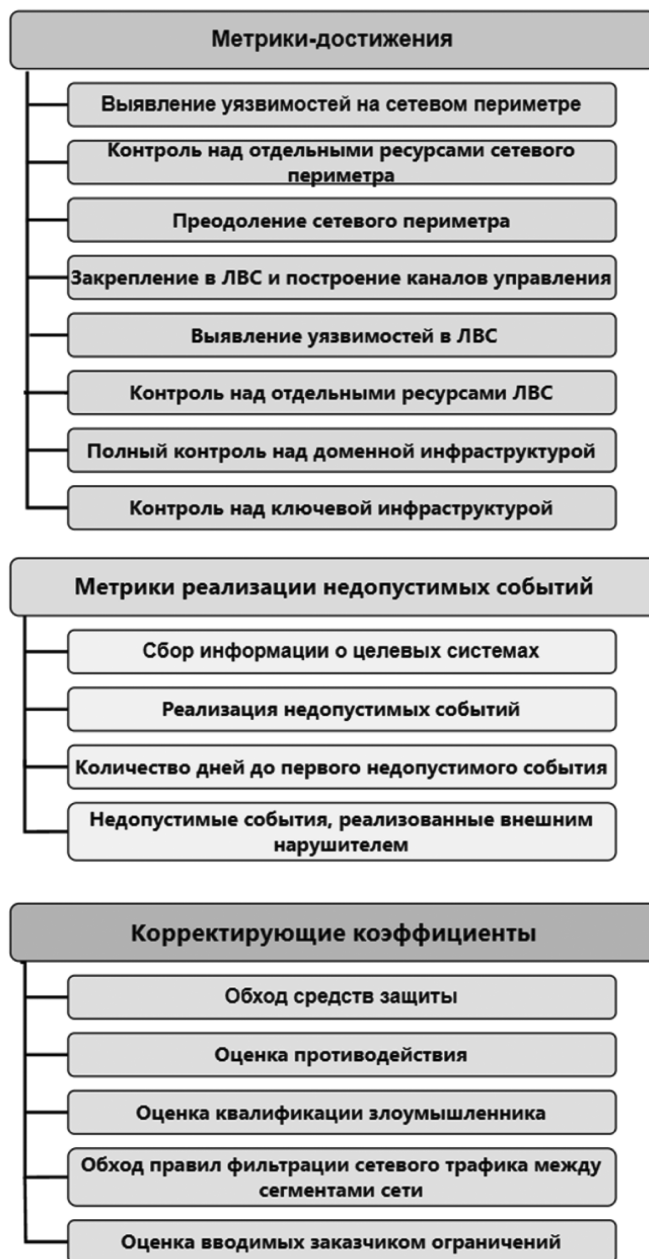 Метрики-достижения
Выявление уязвимостей на сетевом периметре
Контроль над отдельными ресурсами сетевого
периметра
Преодоление сетевого периметра
Закрепление в ЛВС и построение каналов управления
Выявление уязвимостей в ЛВС
Контроль над отдельными ресурсами ЛВС
Полный контроль над доменной инфраструктурой
Контроль над ключевой инфраструктурой
Метрики реализации недопустимых событий
Сбор информации о целевых системах
Реализация недопустимых событий
Количество дней до первого недопустимого события
Недопустимые события, реализованные внешним
нарушителем
Корректирующие коэффициенты
Обход средств защиты
Оценка противодействия
Оценка квалификации злоумышленника
Обход правил фильтрации сетевого трафика между
сегментами сети
Оценка вводимых заказчиком ограничений